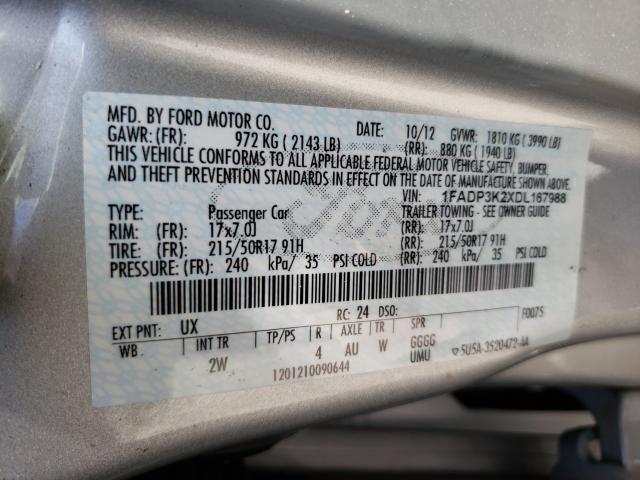 MFD. BY FORD MOTOR CO. DATE: 10/12 GVWR: 1810 KG ( 3990 LB)
GAWR: (FR): 972 KG ( 2143 LB) (RR): 880 KG ( 1940 LB)
THIS VEHICLE CONFORMS TO ALL APPLICABLE FEDERAL MOTOR VEHICLE SAFETY, BUMPER,
AND THEFT PREVENTION STANDARDS IN EFFECT ON THE DATE OF MANUFACTURE SHOWN ABOVE.
VIN: 1FADP3K2XDL167988
TYPE: Passenger Car TRAILER TOWING - SEE OWNER GUIDE
RIM: (FR): 17x7.0J (RR): 17x7.0J
TIRE: (FR): 215/50R17 91H (RR): 215/50R17 91H
PRESSURE: (FR): 240 kPa/ 35 PSI COLD (RR): 240 kPa/ 35 PSI COLD
F0075
RC: 24 DSO:
EXT PNT: UX
WB INT TR TP/PS R AXLE TR SPR
2W 4 AU W GGGG
UMU
1201210090644
5U5A-3520472-AA
Ford